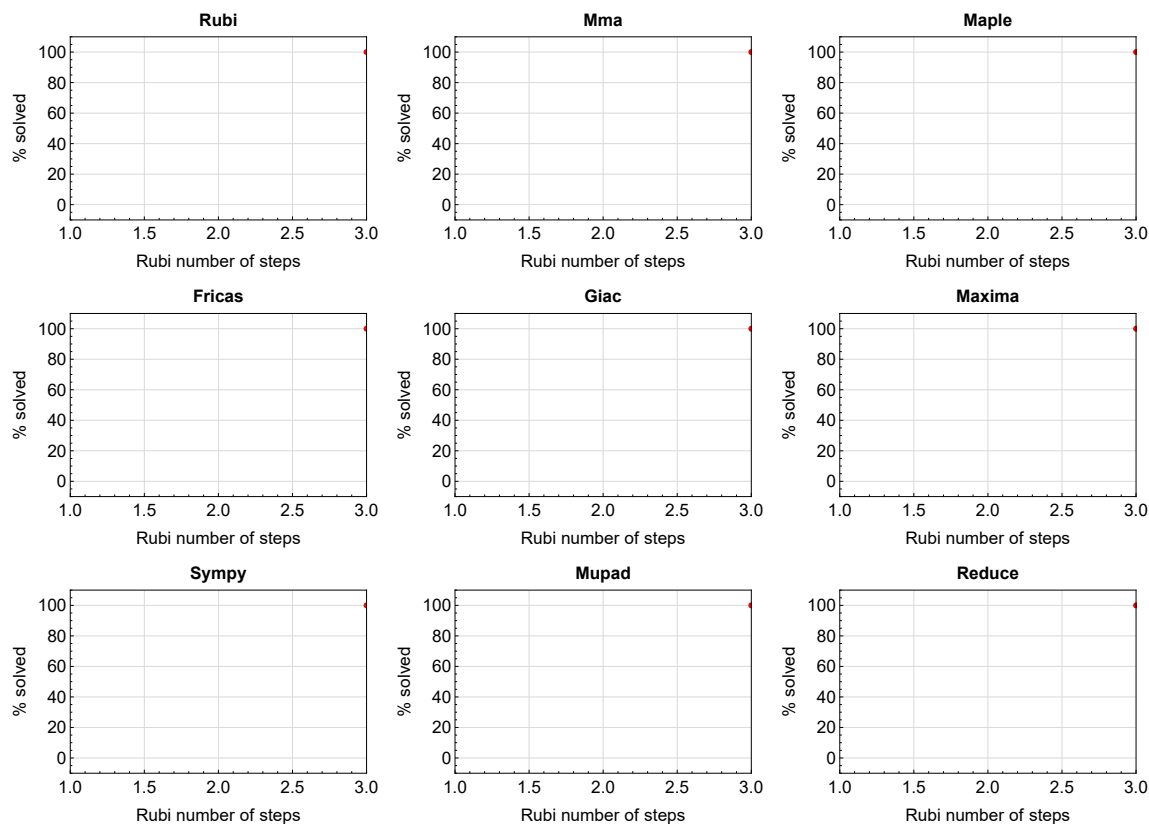 Rubi Mma Maple
100 100 100
80 80 80
60 60 60
40 40 40
20 20 20
0 0 0
% solved % solved % solved
1.0 1.5 2.0 2.5 3.0 1.0 1.5 2.0 2.5 3.0 1.0 1.5 2.0 2.5 3.0
Rubi number of steps Rubi number of steps Rubi number of steps
Fricas Giac Maxima
100 100 100
80 80 80
60 60 60
40 40 40
20 20 20
0 0 0
% solved % solved % solved
1.0 1.5 2.0 2.5 3.0 1.0 1.5 2.0 2.5 3.0 1.0 1.5 2.0 2.5 3.0
Rubi number of steps Rubi number of steps Rubi number of steps
Sympy Mupad Reduce
100 100 100
80 80 80
60 60 60
40 40 40
20 20 20
0 0 0
% solved % solved % solved
1.0 1.5 2.0 2.5 3.0 1.0 1.5 2.0 2.5 3.0 1.0 1.5 2.0 2.5 3.0
Rubi number of steps Rubi number of steps Rubi number of steps